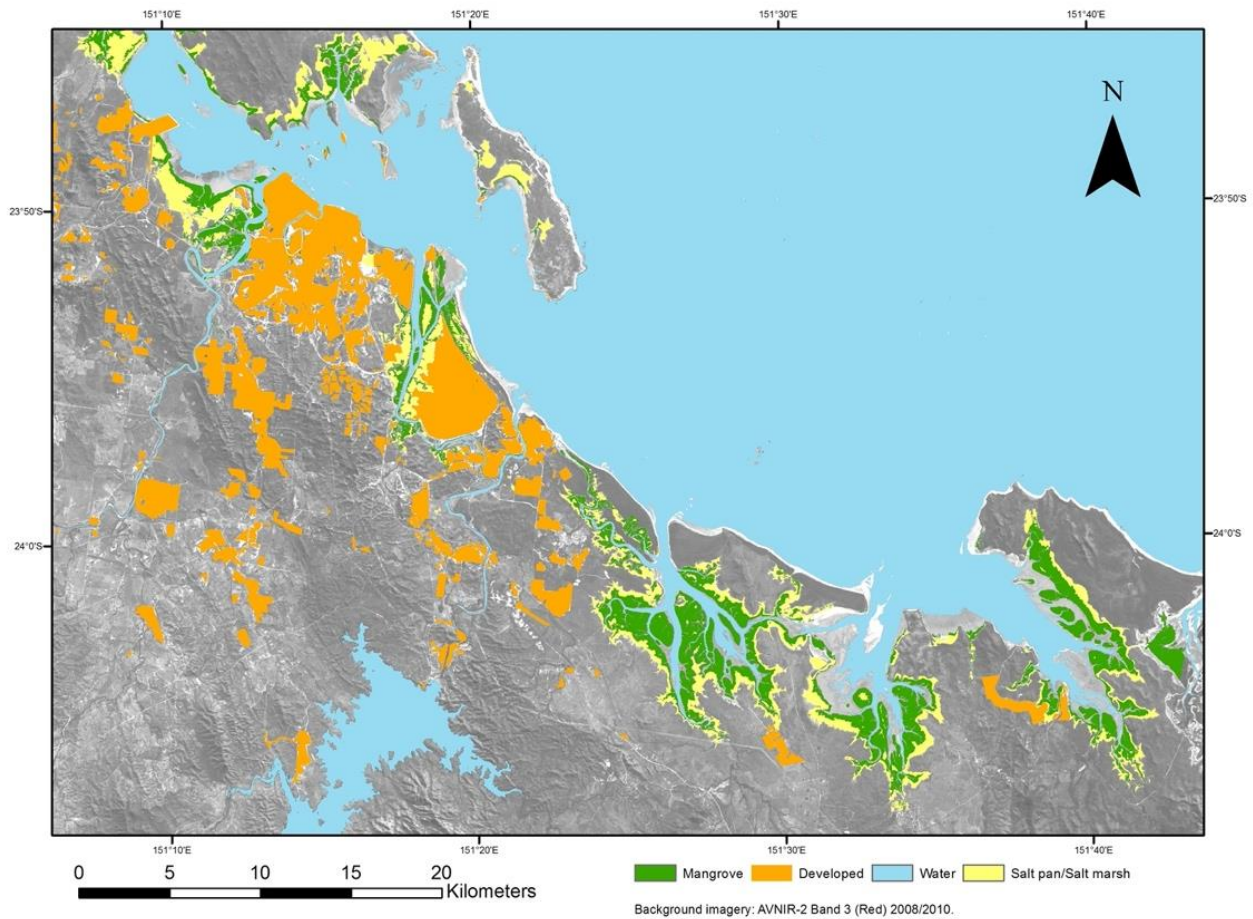 151°10'E 151°20'E 151°30'E 151°40'E
N
23°50'S 23°50'S
24°0'S 24°0'S
151°10'E 151°20'E 151°30'E 151°40'E
0 5 10 15 20
Kilometers
Mangrove Developed Water Salt pan/Salt marsh
Background imagery: AVNIR-2 Band 3 (Red) 2008/2010.